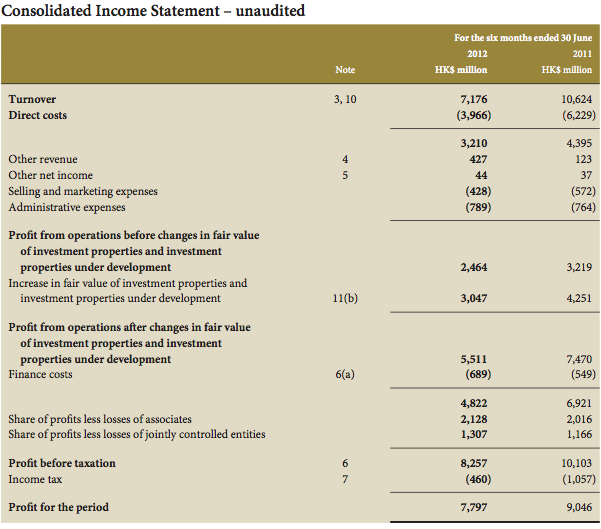 Consolidated Income Statement – unaudited
For the six months ended 30 June
2012 2011
Note HK$ million HK$ million
Turnover 3, 10 7,176 10,624
Direct costs (3,966) (6,229)
3,210 4,395
Other revenue 4 427 123
Other net income 5 44 37
Selling and marketing expenses (428) (572)
Administrative expenses (789) (764)
Profit from operations before changes in fair value
of investment properties and investment
properties under development 2,464 3,219
Increase in fair value of investment properties and
investment properties under development 11(b) 3,047 4,251
Profit from operations after changes in fair value
of investment properties and investment
properties under development 5,511 7,470
Finance costs 6(a) (689) (549)
4,822 6,921
Share of profits less losses of associates 2,128 2,016
Share of profits less losses of jointly controlled entities 1,307 1,166
Profit before taxation 6 8,257 10,103
Income tax 7 (460) (1,057)
Profit for the period 7,797 9,046